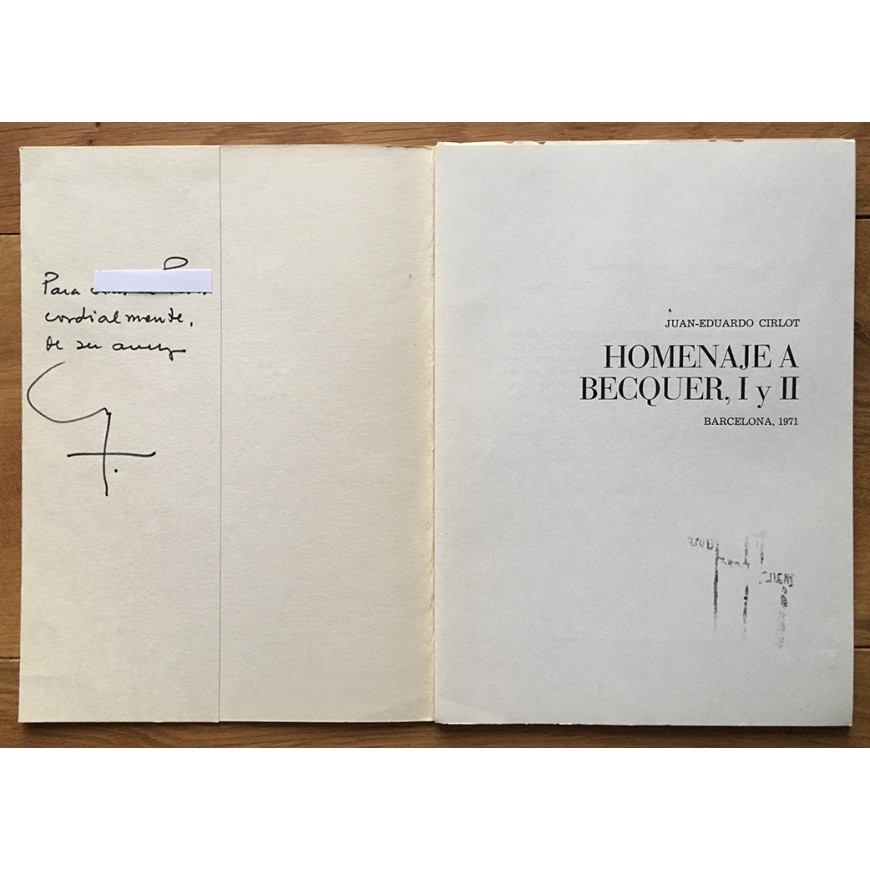 Para
cordialmente,
de su amigo
JUAN-EDUARDO CIRLOT
HOMENAJE A
BECQUER, I y II
BARCELONA, 1971